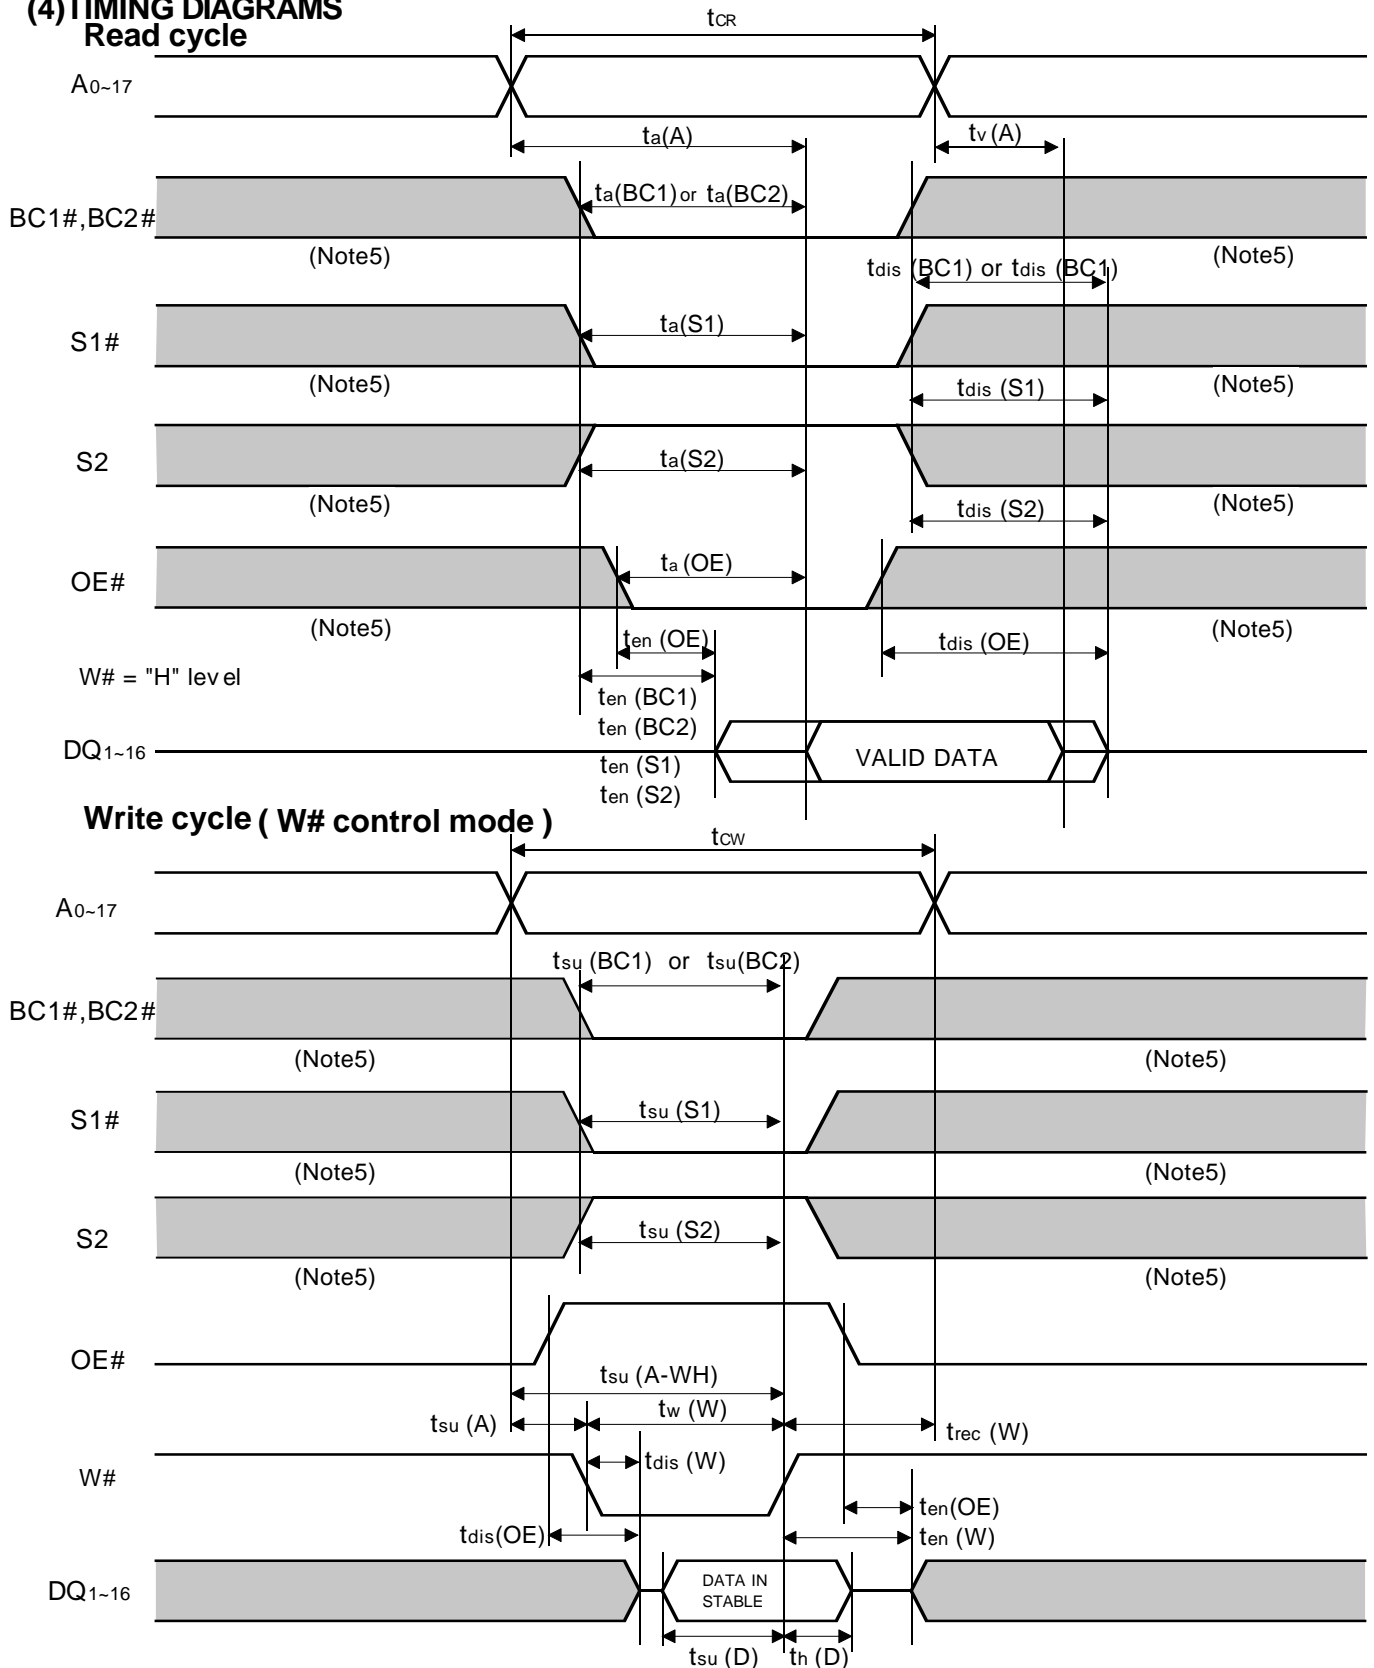 (4)TIMING DIAGRAMS
Read cycle
tCR
A0~17
ta(A)
tv (A)
ta(BC1) or ta(BC2)
BC1#,BC2#
(Note5)
(Note5)
tdis (BC1) or tdis (BC1)
S1#
ta(S1)
(Note5)
(Note5)
tdis (S1)
S2
ta(S2)
(Note5)
(Note5)
tdis (S2)
OE#
ta (OE)
(Note5)
(Note5)
ten (OE)
tdis (OE)
W# = "H" level
ten (BC1)
ten (BC2)
DQ1~16
VALID DATA
ten (S1)
ten (S2)
Write cycle ( W# control mode )
tCW
A0~17
tsu (BC1) or tsu(BC2)
BC1#,BC2#
(Note5)
(Note5)
S1#
tsu (S1)
(Note5)
(Note5)
S2
tsu (S2)
(Note5)
(Note5)
OE#
tsu (A-WH)
tsu (A)
tw (W)
trec (W)
W#
tdis (W)
ten(OE)
tdis(OE)
ten (W)
DQ1~16
DATA IN
STABLE
tsu (D)
th (D)